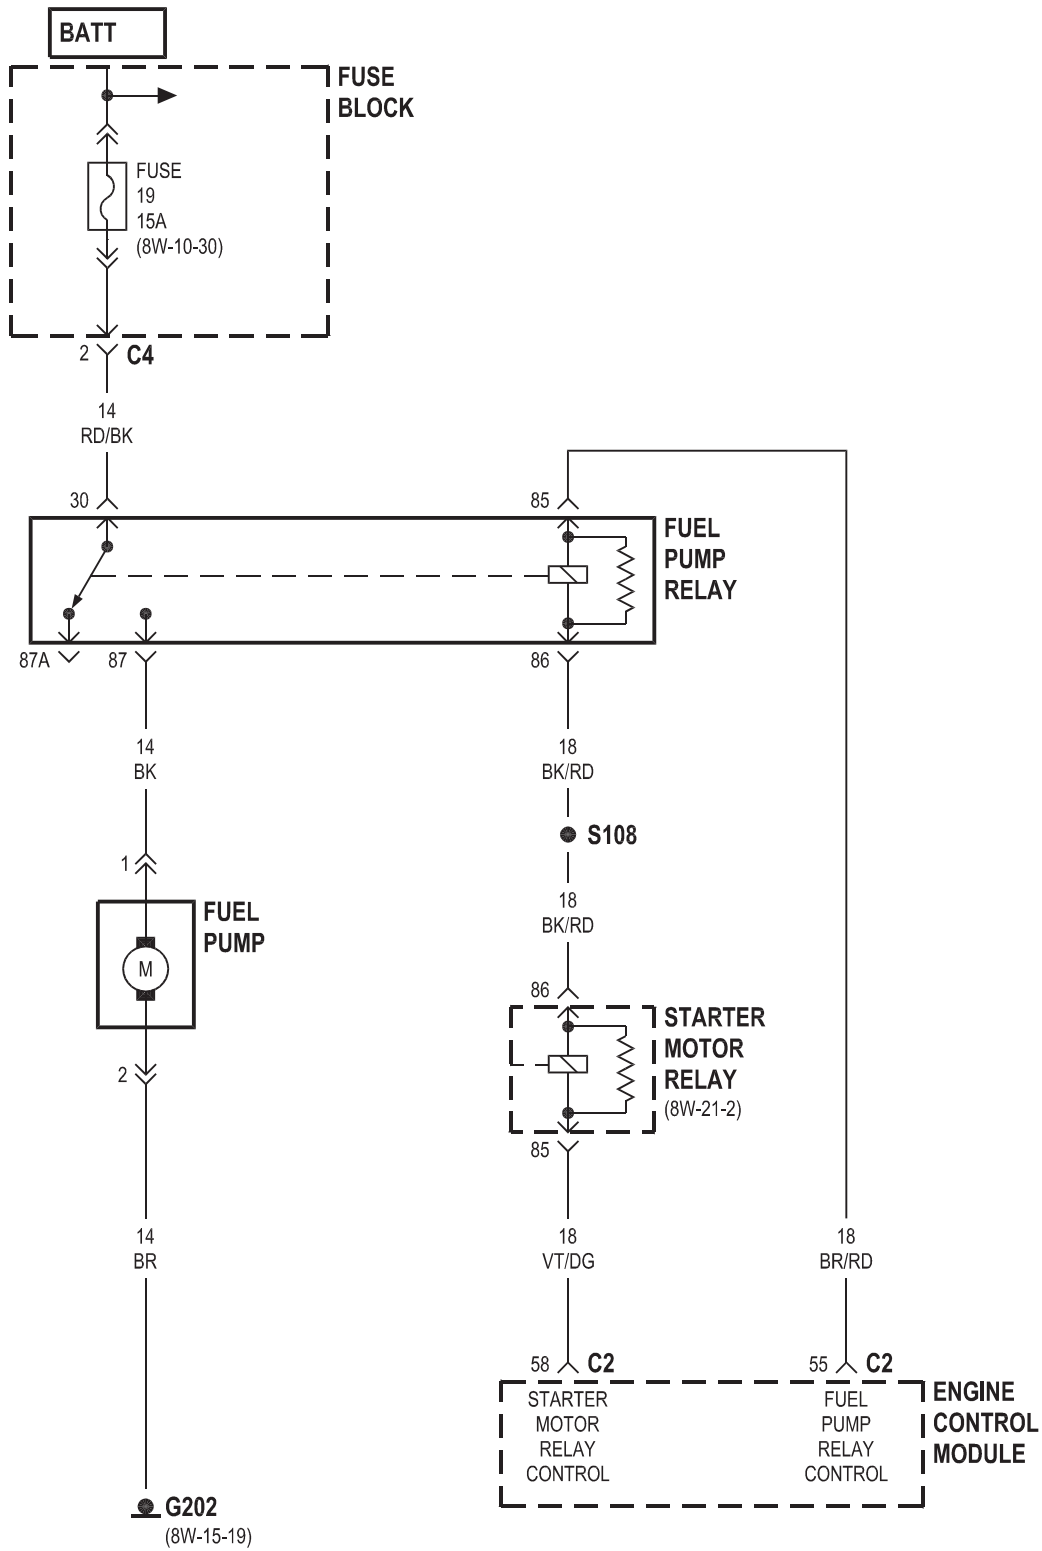 BATT
FUSE
BLOCK
FUSE
19
15A
(8W-10-30)
2
C4
14
RD/BK
30
85
FUEL
PUMP
RELAY
87A
87
86
14
BK
18
BK/RD
S108
1
18
BK/RD
FUEL
PUMP
M
86
STARTER
MOTOR
RELAY
(8W-21-2)
2
85
14
BR
18
VT/DG
18
BR/RD
58
C2
55
C2
STARTER
MOTOR
RELAY
CONTROL
FUEL
PUMP
RELAY
CONTROL
ENGINE
CONTROL
MODULE
G202
(8W-15-19)